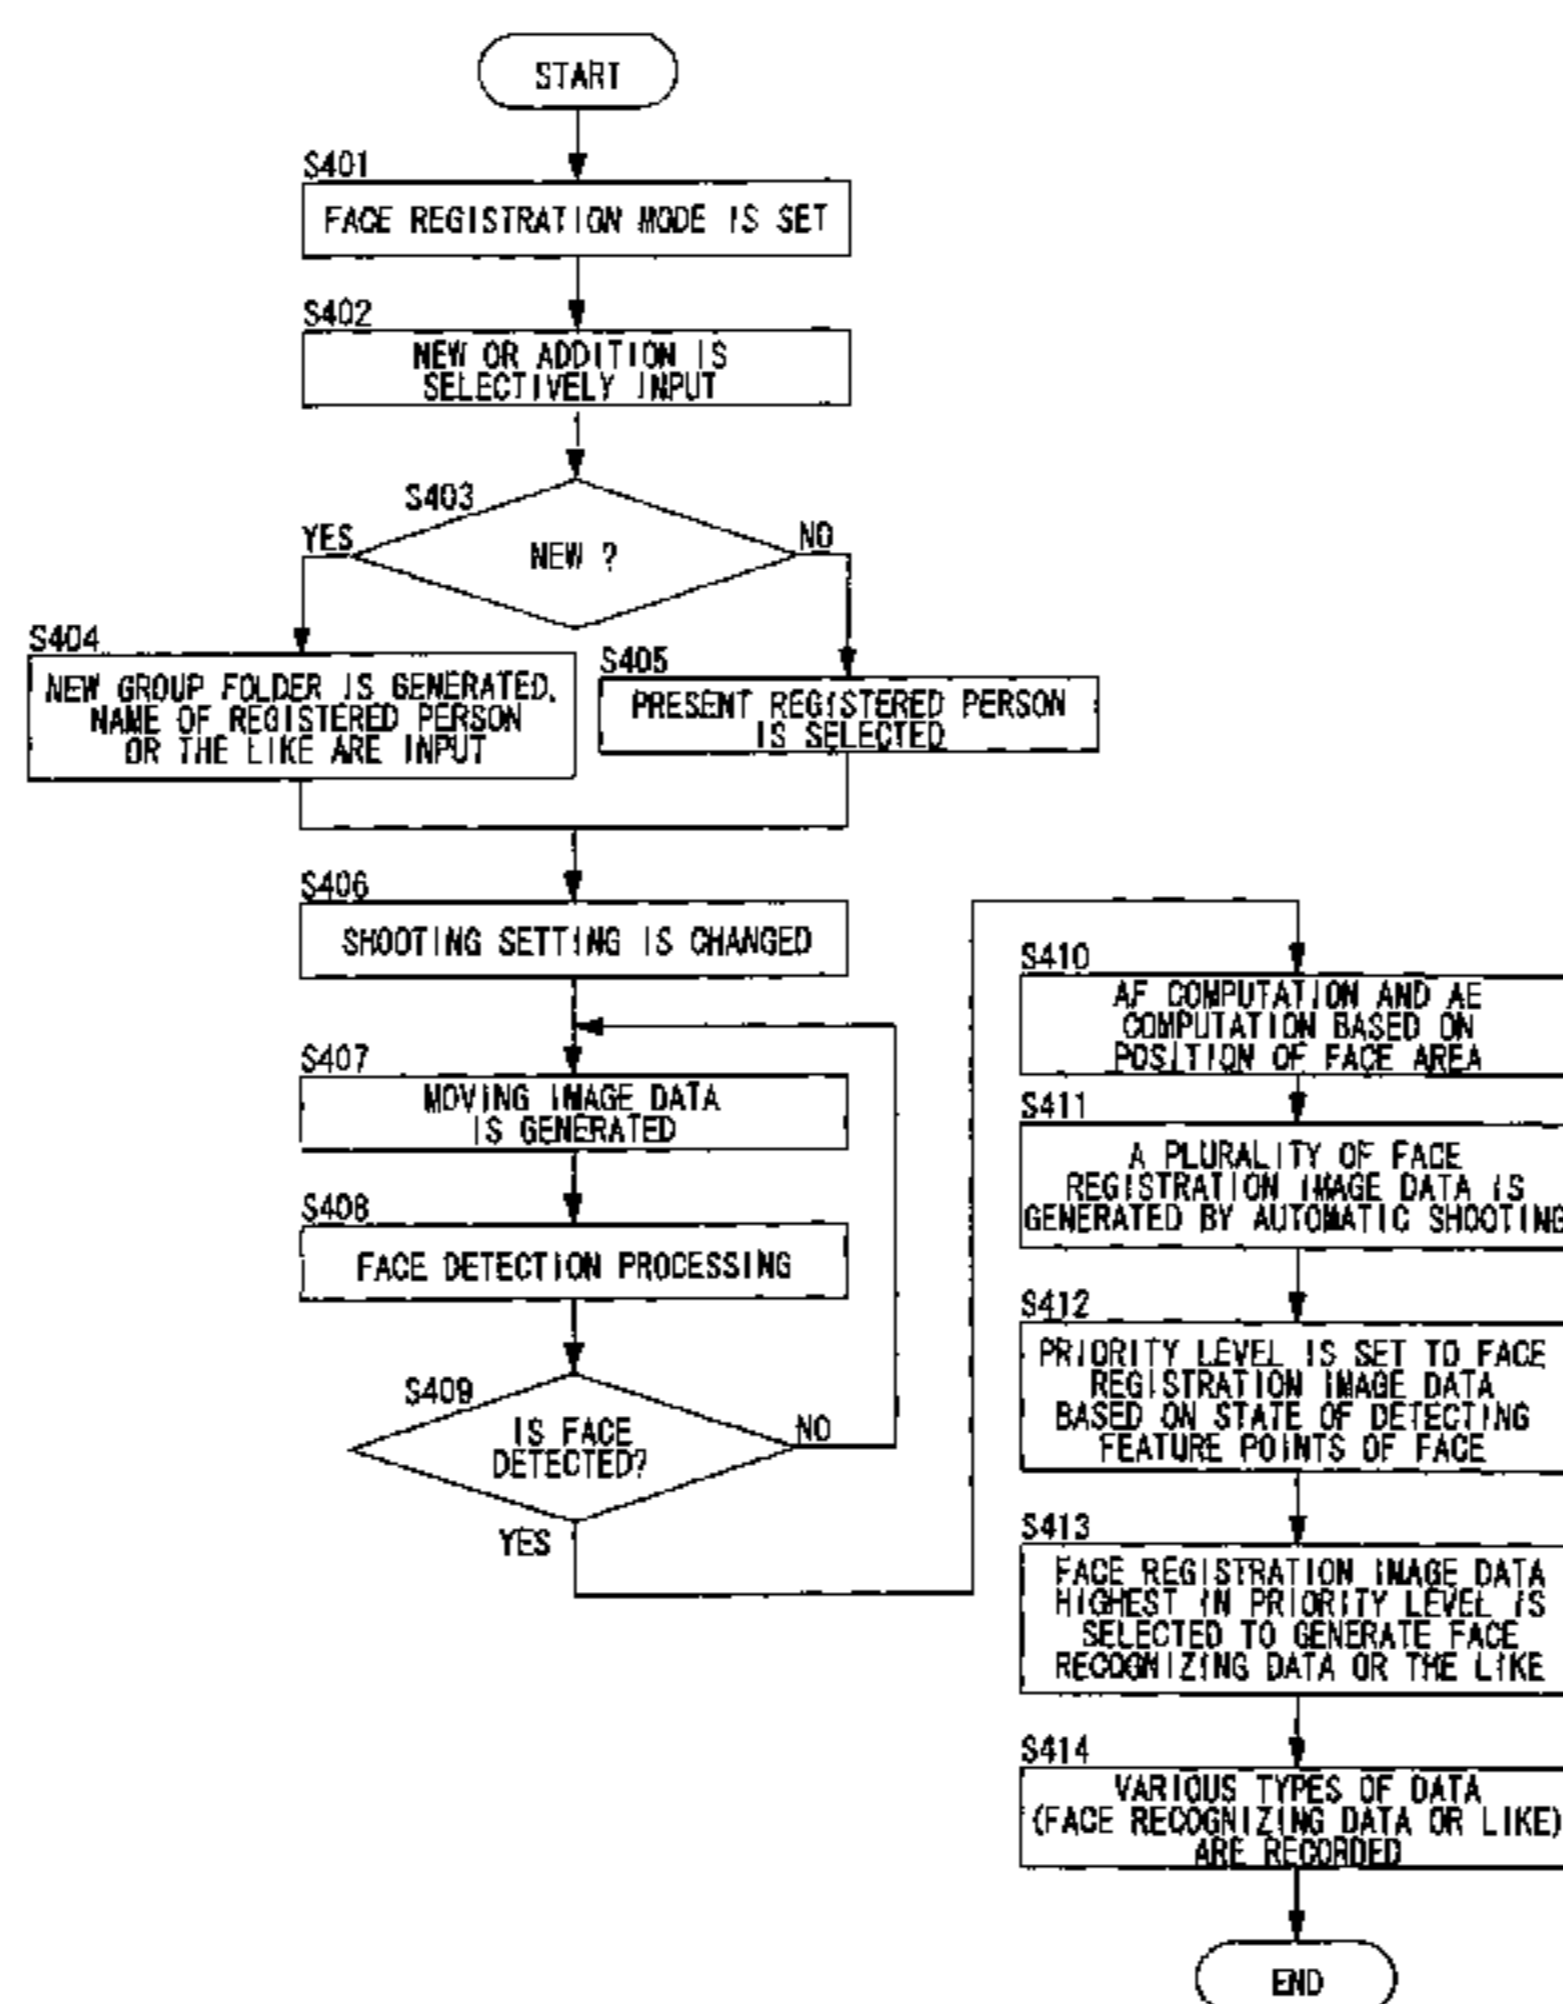 START
S401
FACE REGISTRATION MODE IS SET
S402
NEW OR ADDITION IS
SELECTIVELY INPUT
S403
YES
NEW ?
NO
S404
NEW GROUP FOLDER IS GENERATED.
NAME OF REGISTERED PERSON
OR THE LIKE ARE INPUT
S405
PRESENT REGISTERED PERSON
IS SELECTED
S406
SHOOTING SETTING IS CHANGED
S407
MOVING IMAGE DATA
IS GENERATED
S408
FACE DETECTION PROCESSING
S409
IS FACE
DETECTED?
NO
YES
S410
AF COMPUTATION AND AE
COMPUTATION BASED ON
POSITION OF FACE AREA
S411
A PLURALITY OF FACE
REGISTRATION IMAGE DATA IS
GENERATED BY AUTOMATIC SHOOTING
S412
PRIORITY LEVEL IS SET TO FACE
REGISTRATION IMAGE DATA
BASED ON STATE OF DETECTING
FEATURE POINTS OF FACE
S413
FACE REGISTRATION IMAGE DATA
HIGHEST IN PRIORITY LEVEL IS
SELECTED TO GENERATE FACE
RECOGNIZING DATA OR THE LIKE
S414
VARIOUS TYPES OF DATA
(FACE RECOGNIZING DATA OR LIKE)
ARE RECORDED
END